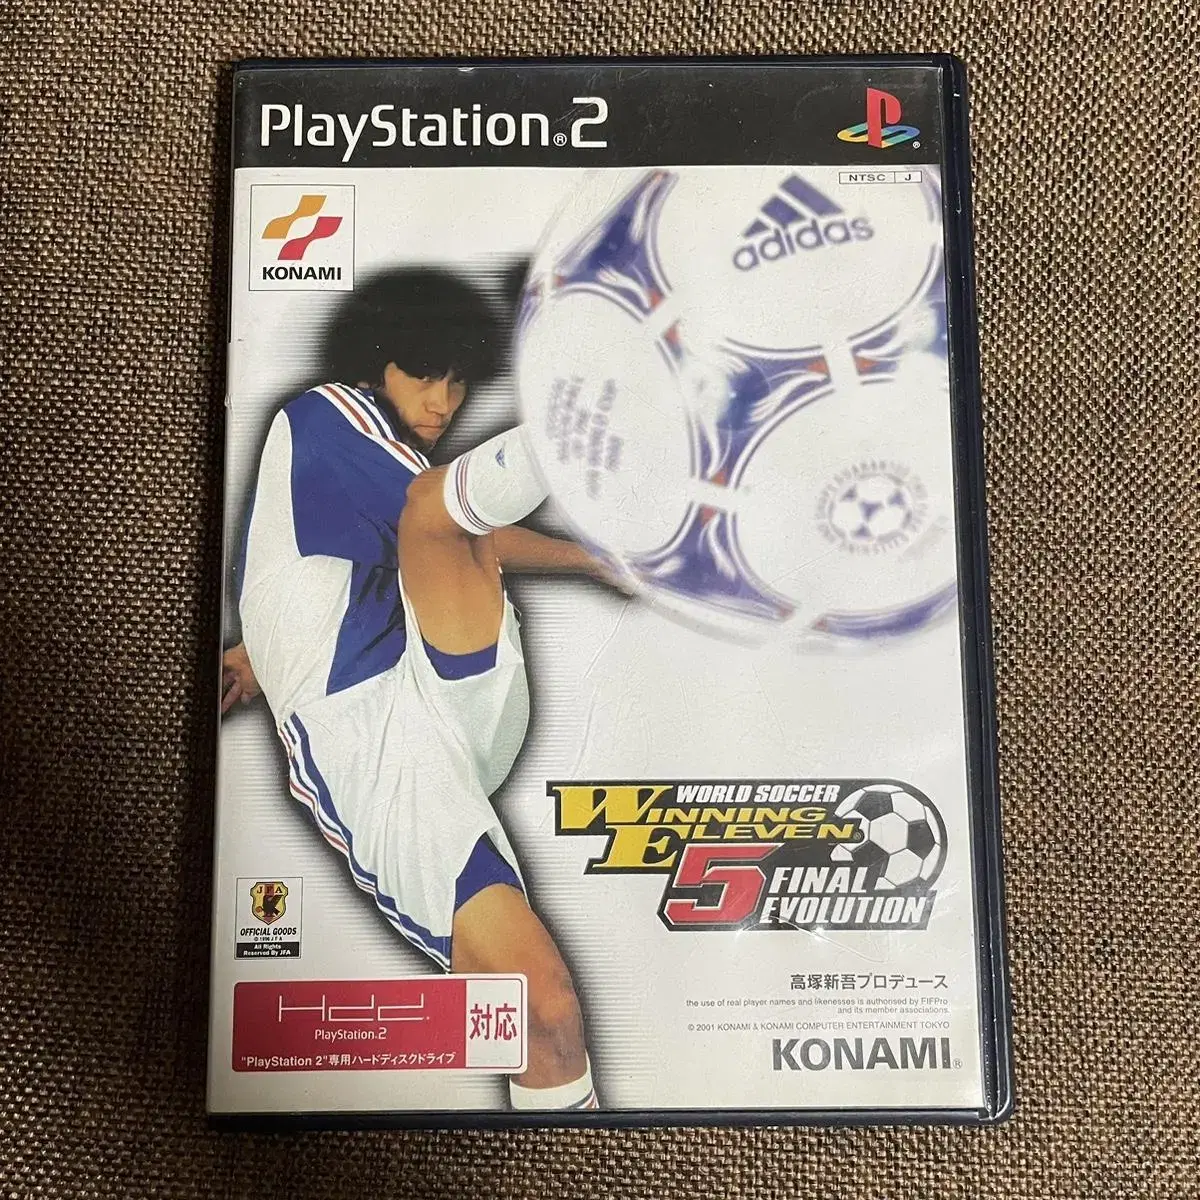 PlayStation®2
NTSC J
KONAMI
adidas
WORLD SOCCER
WINNING
ELEVEN®
5 FINAL
EVOLUTION
JFA
OFFICIAL GOODS
© 1996 JFA
All Rights
Reserved By JFA
高塚新吾プロデュース
the use of real player names and likenesses is authorised by FIFPro
and its member associations.
© 2001 KONAMI & KONAMI COMPUTER ENTERTAINMENT TOKYO
KONAMI®
Hdd
PlayStation.2
対応
"PlayStation 2"専用ハードディスクドライブ